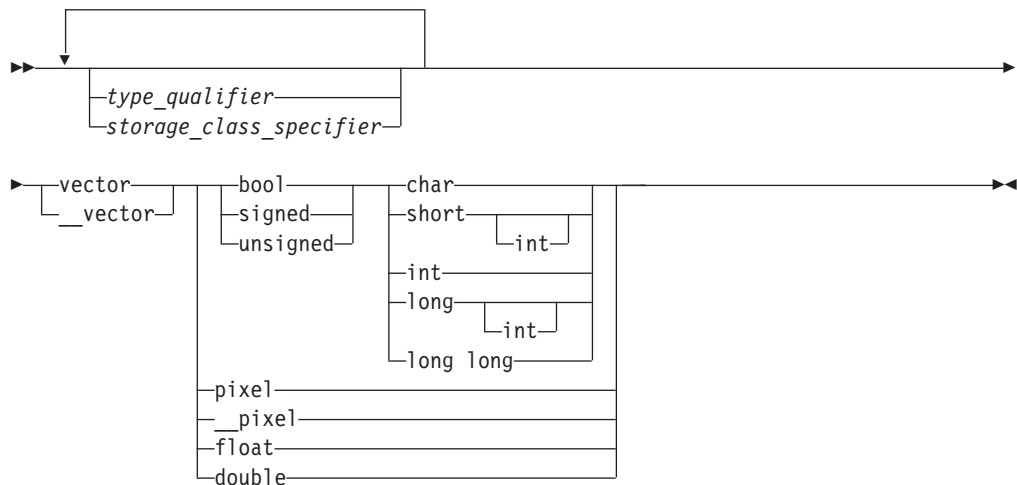 type_qualifier
storage_class_specifier
vector bool char
__vector signed short
unsigned int
int
long
int
long long
pixel
__pixel
float
double